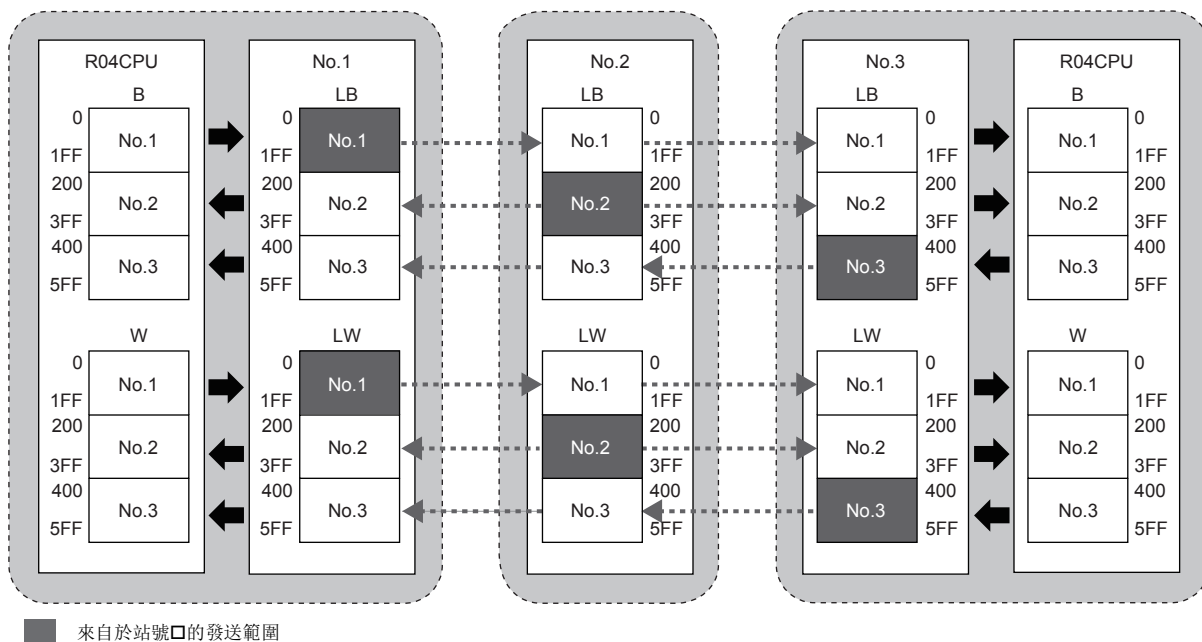 R04CPU No.1 No.2 No.3 R04CPU
B LB LB LB B
0 0 0 0 0
No.1 No.1 No.1 No.1 No.1
1FF 1FF 1FF 1FF 1FF
200 200 200 200 200
No.2 No.2 No.2 No.2 No.2
3FF 3FF 3FF 3FF 3FF
400 400 400 400 400
No.3 No.3 No.3 No.3 No.3
5FF 5FF 5FF 5FF 5FF
W LW LW LW W
0 0 0 0 0
No.1 No.1 No.1 No.1 No.1
1FF 1FF 1FF 1FF 1FF
200 200 200 200 200
No.2 No.2 No.2 No.2 No.2
3FF 3FF 3FF 3FF 3FF
400 400 400 400 400
No.3 No.3 No.3 No.3 No.3
5FF 5FF 5FF 5FF 5FF
來自於站號□的發送範圍